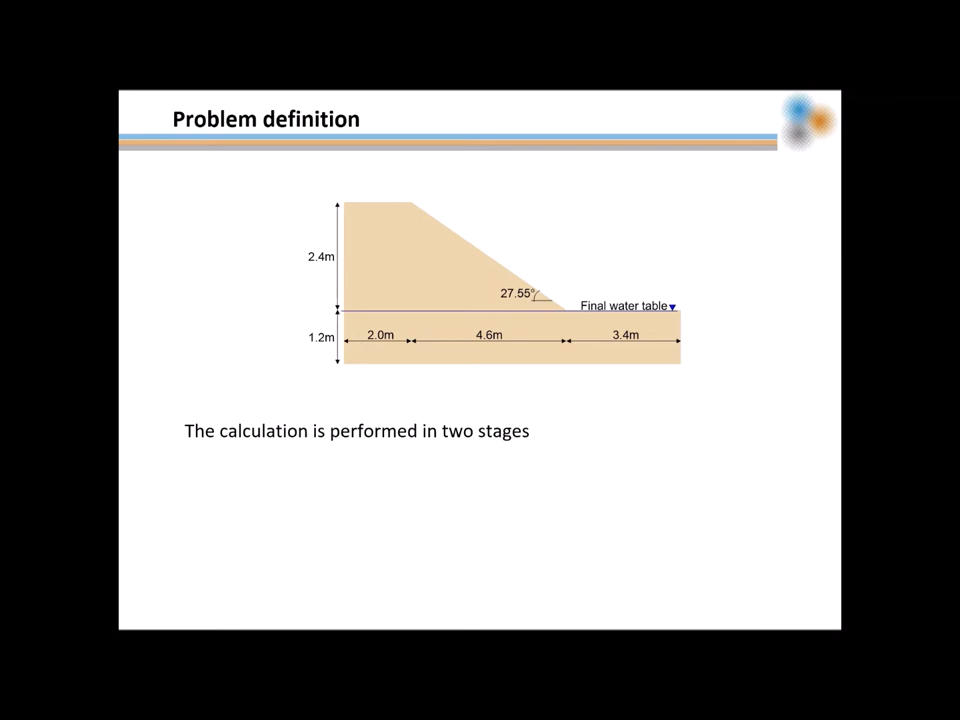 Problem definition
2.4m
27.55°
Final water table
1.2m
2.0m
4.6m
3.4m
The calculation is performed in two stages